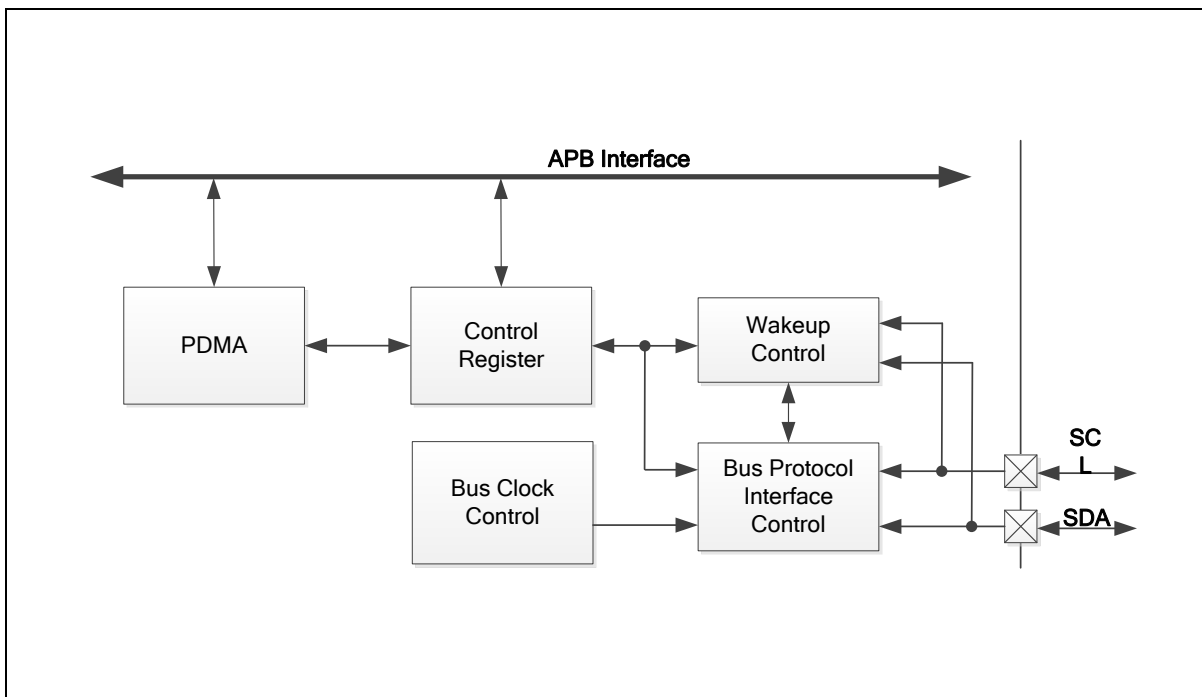 APB Interface
PDMA
Control
Register
Wakeup
Control
Bus Clock
Control
Bus Protocol
Interface
Control
SC
L
SDA